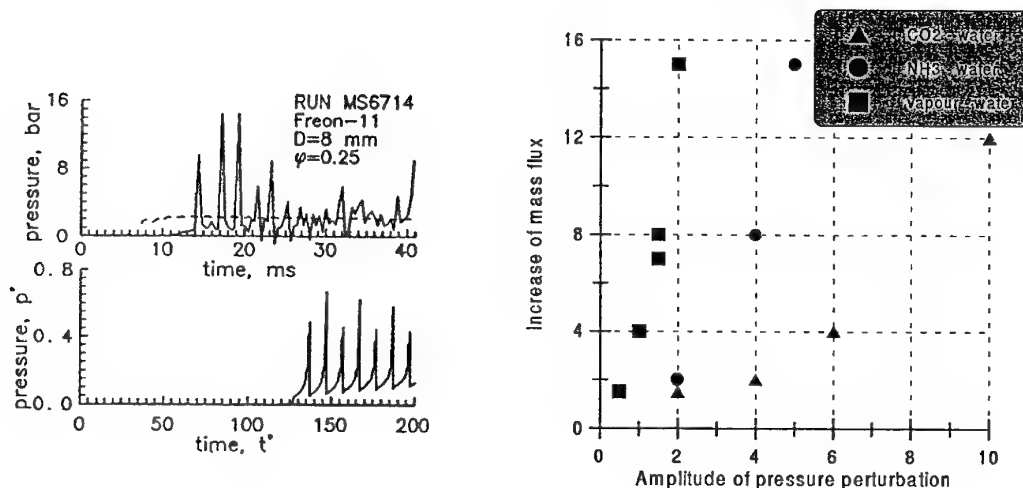 16
8
0
pressure, bar
RUN MS6714
Freon-11
D=8 mm
φ=0.25
0 10 20 30 40
time, ms
0.8
0.4
0.0
pressure, p*
0 50 100 150 200
time, t*
16
12
8
4
0
Increase of mass flux
CO2 - water
NH3 - water
vapour - water
0 2 4 6 8 10
Amplitude of pressure perturbation